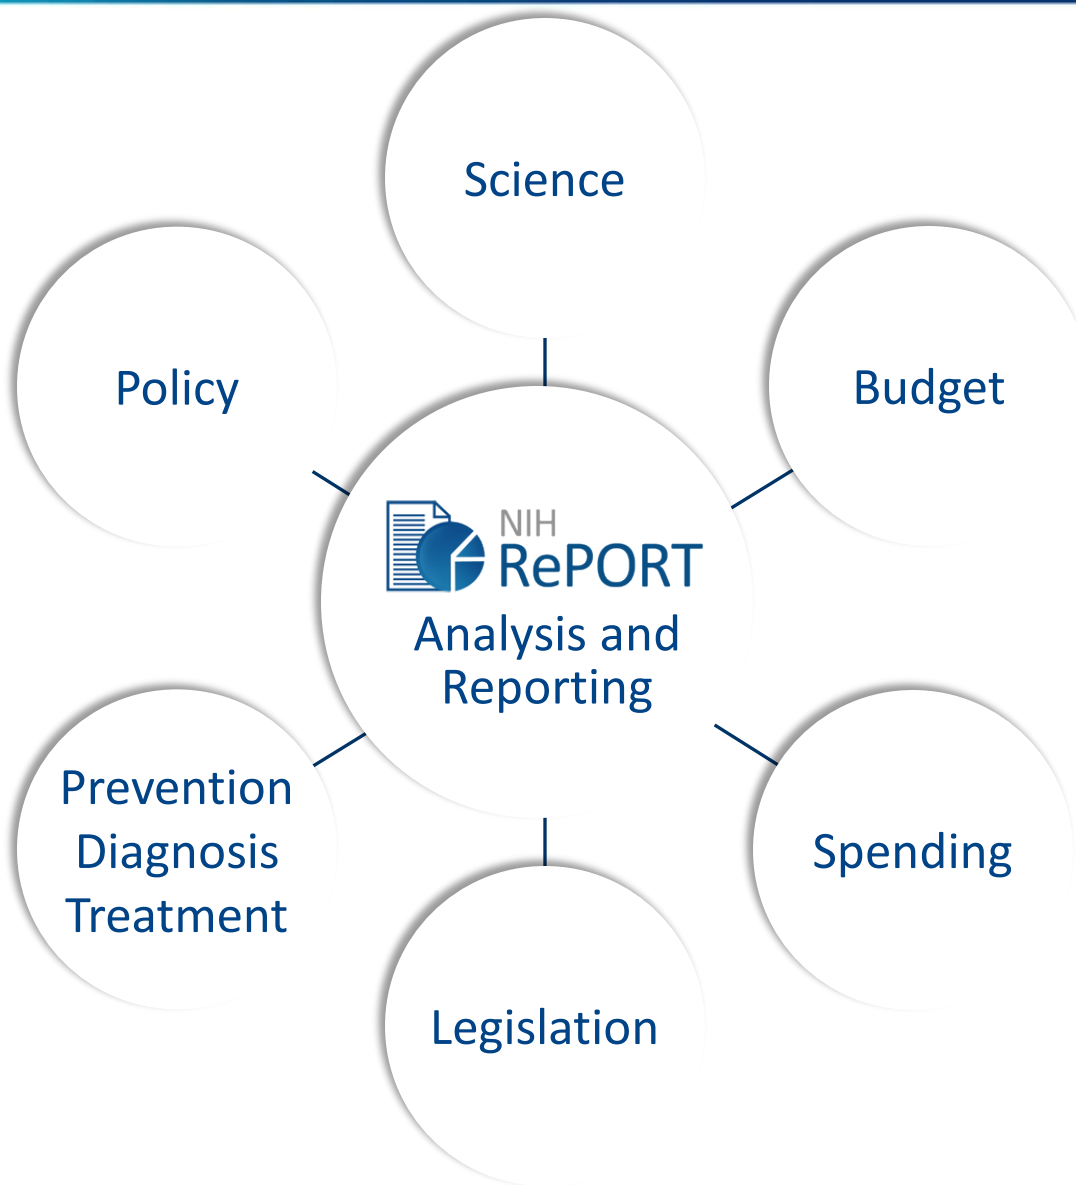 Science
Policy
Budget
NIH
RePORT
Analysis and
Reporting
Prevention
Diagnosis
Treatment
Spending
Legislation